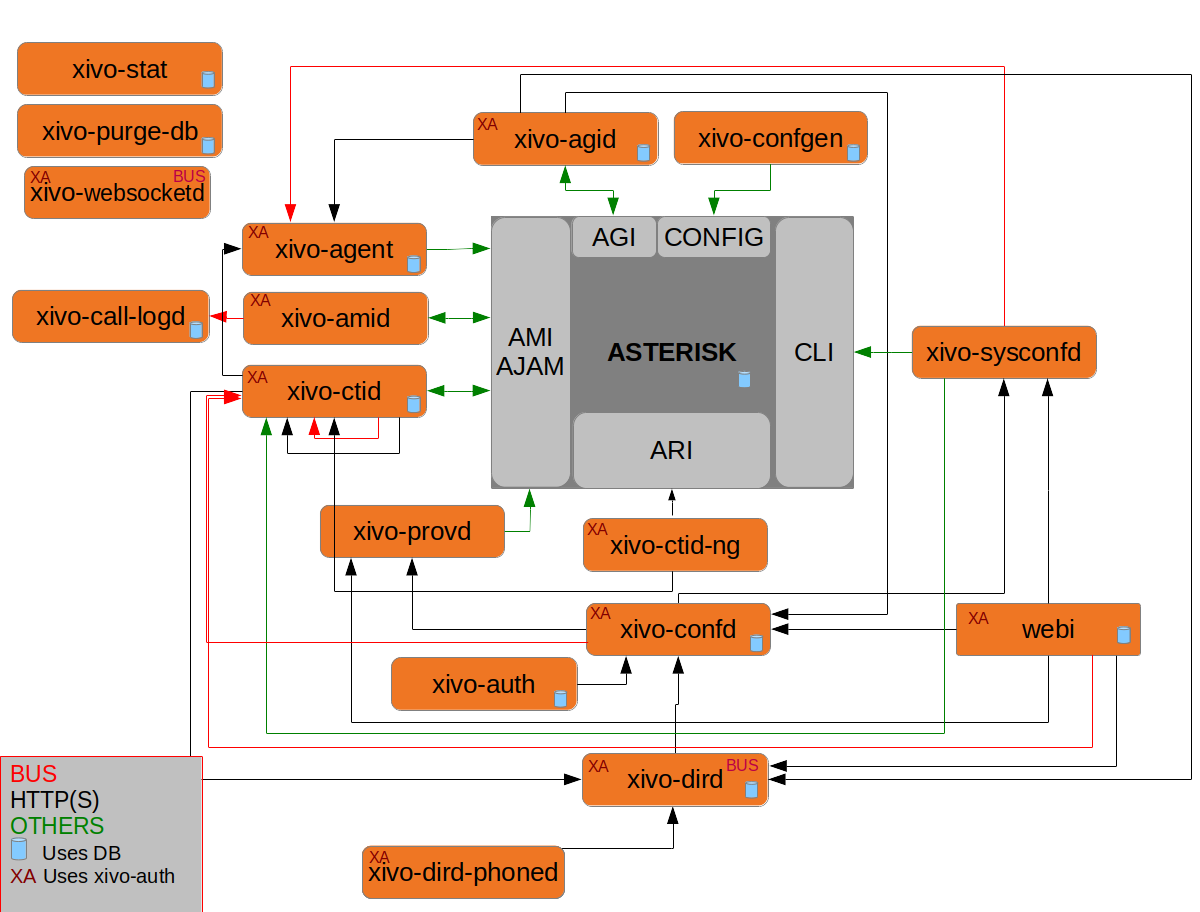 xivo-stat
xivo-purge-db
XA
BUS
xivo-websocketd
XA
xivo-agid
xivo-confgen
XA
xivo-agent
AGI
CONFIG
xivo-call-logd
XA
xivo-amid
AMI
AJAM
ASTERISK
CLI
xivo-sysconfd
XA
xivo-ctid
ARI
xivo-provd
XA
xivo-ctid-ng
XA
xivo-confd
XA
webi
xivo-auth
XA
BUS
xivo-dird
XA
xivo-dird-phoned
BUS
HTTP(S)
OTHERS
Uses DB
XA Uses xivo-auth